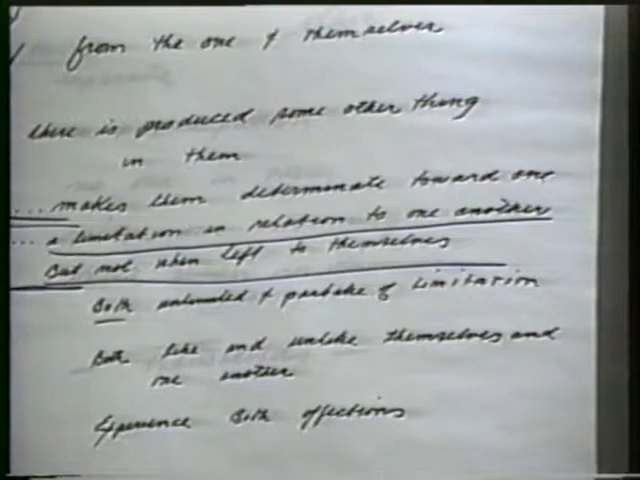 from the one & themselves
there is produced some other thing
in them
... makes them determinate toward one
... a limitation in relation to one another
But not when left to themselves
Both unlimited & partake of limitation
Both like and unlike themselves and
one another
Experience Both affections